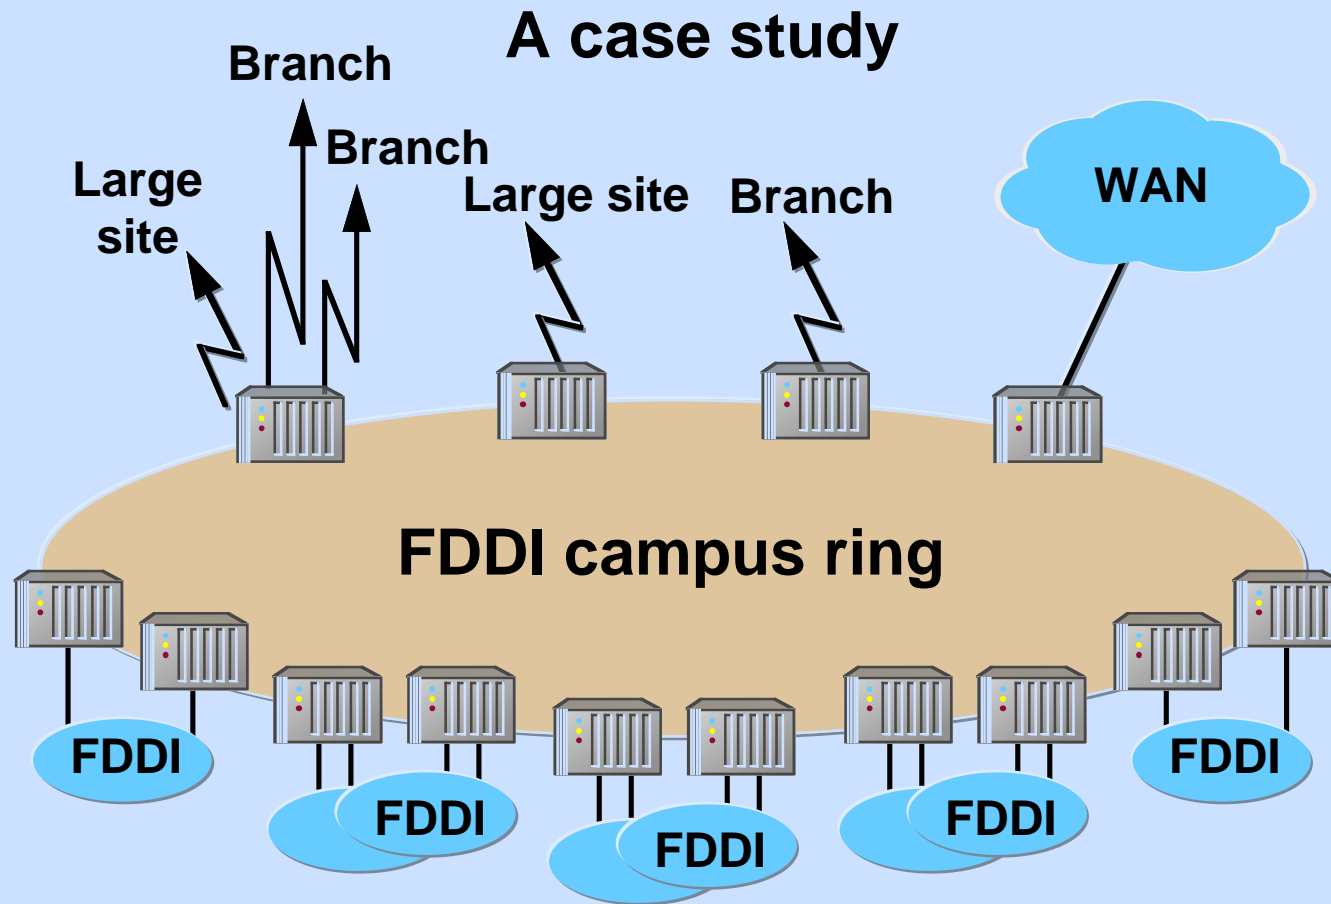 A case study
Branch
Branch
Large
site
Large site
Branch
WAN
FDDI campus ring
FDDI
FDDI
FDDI
FDDI
FDDI